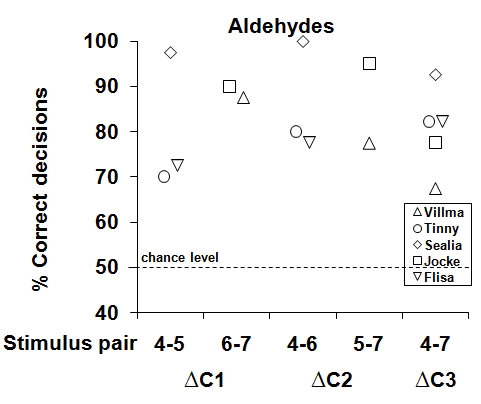 Aldehydes
% Correct decisions
100
90
80
70
60
50
40
chance level
Villma
Tinny
Sealia
Jocke
Flisa
Stimulus pair 4-5 6-7 4-6 5-7 4-7
ΔC1 ΔC2 ΔC3